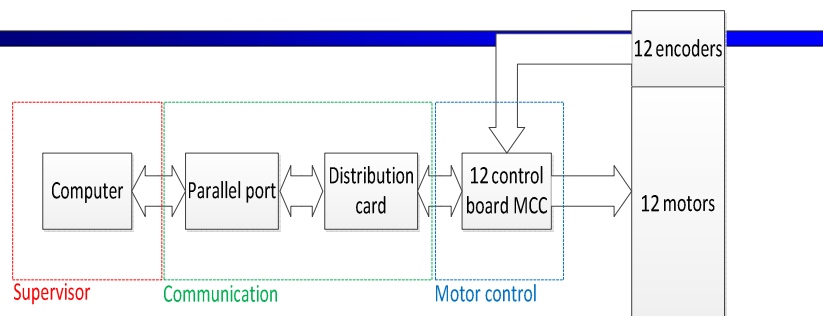 12 encoders
Computer
Parallel port
Distribution
card
12 control
board MCC
12 motors
Supervisor
Communication
Motor control